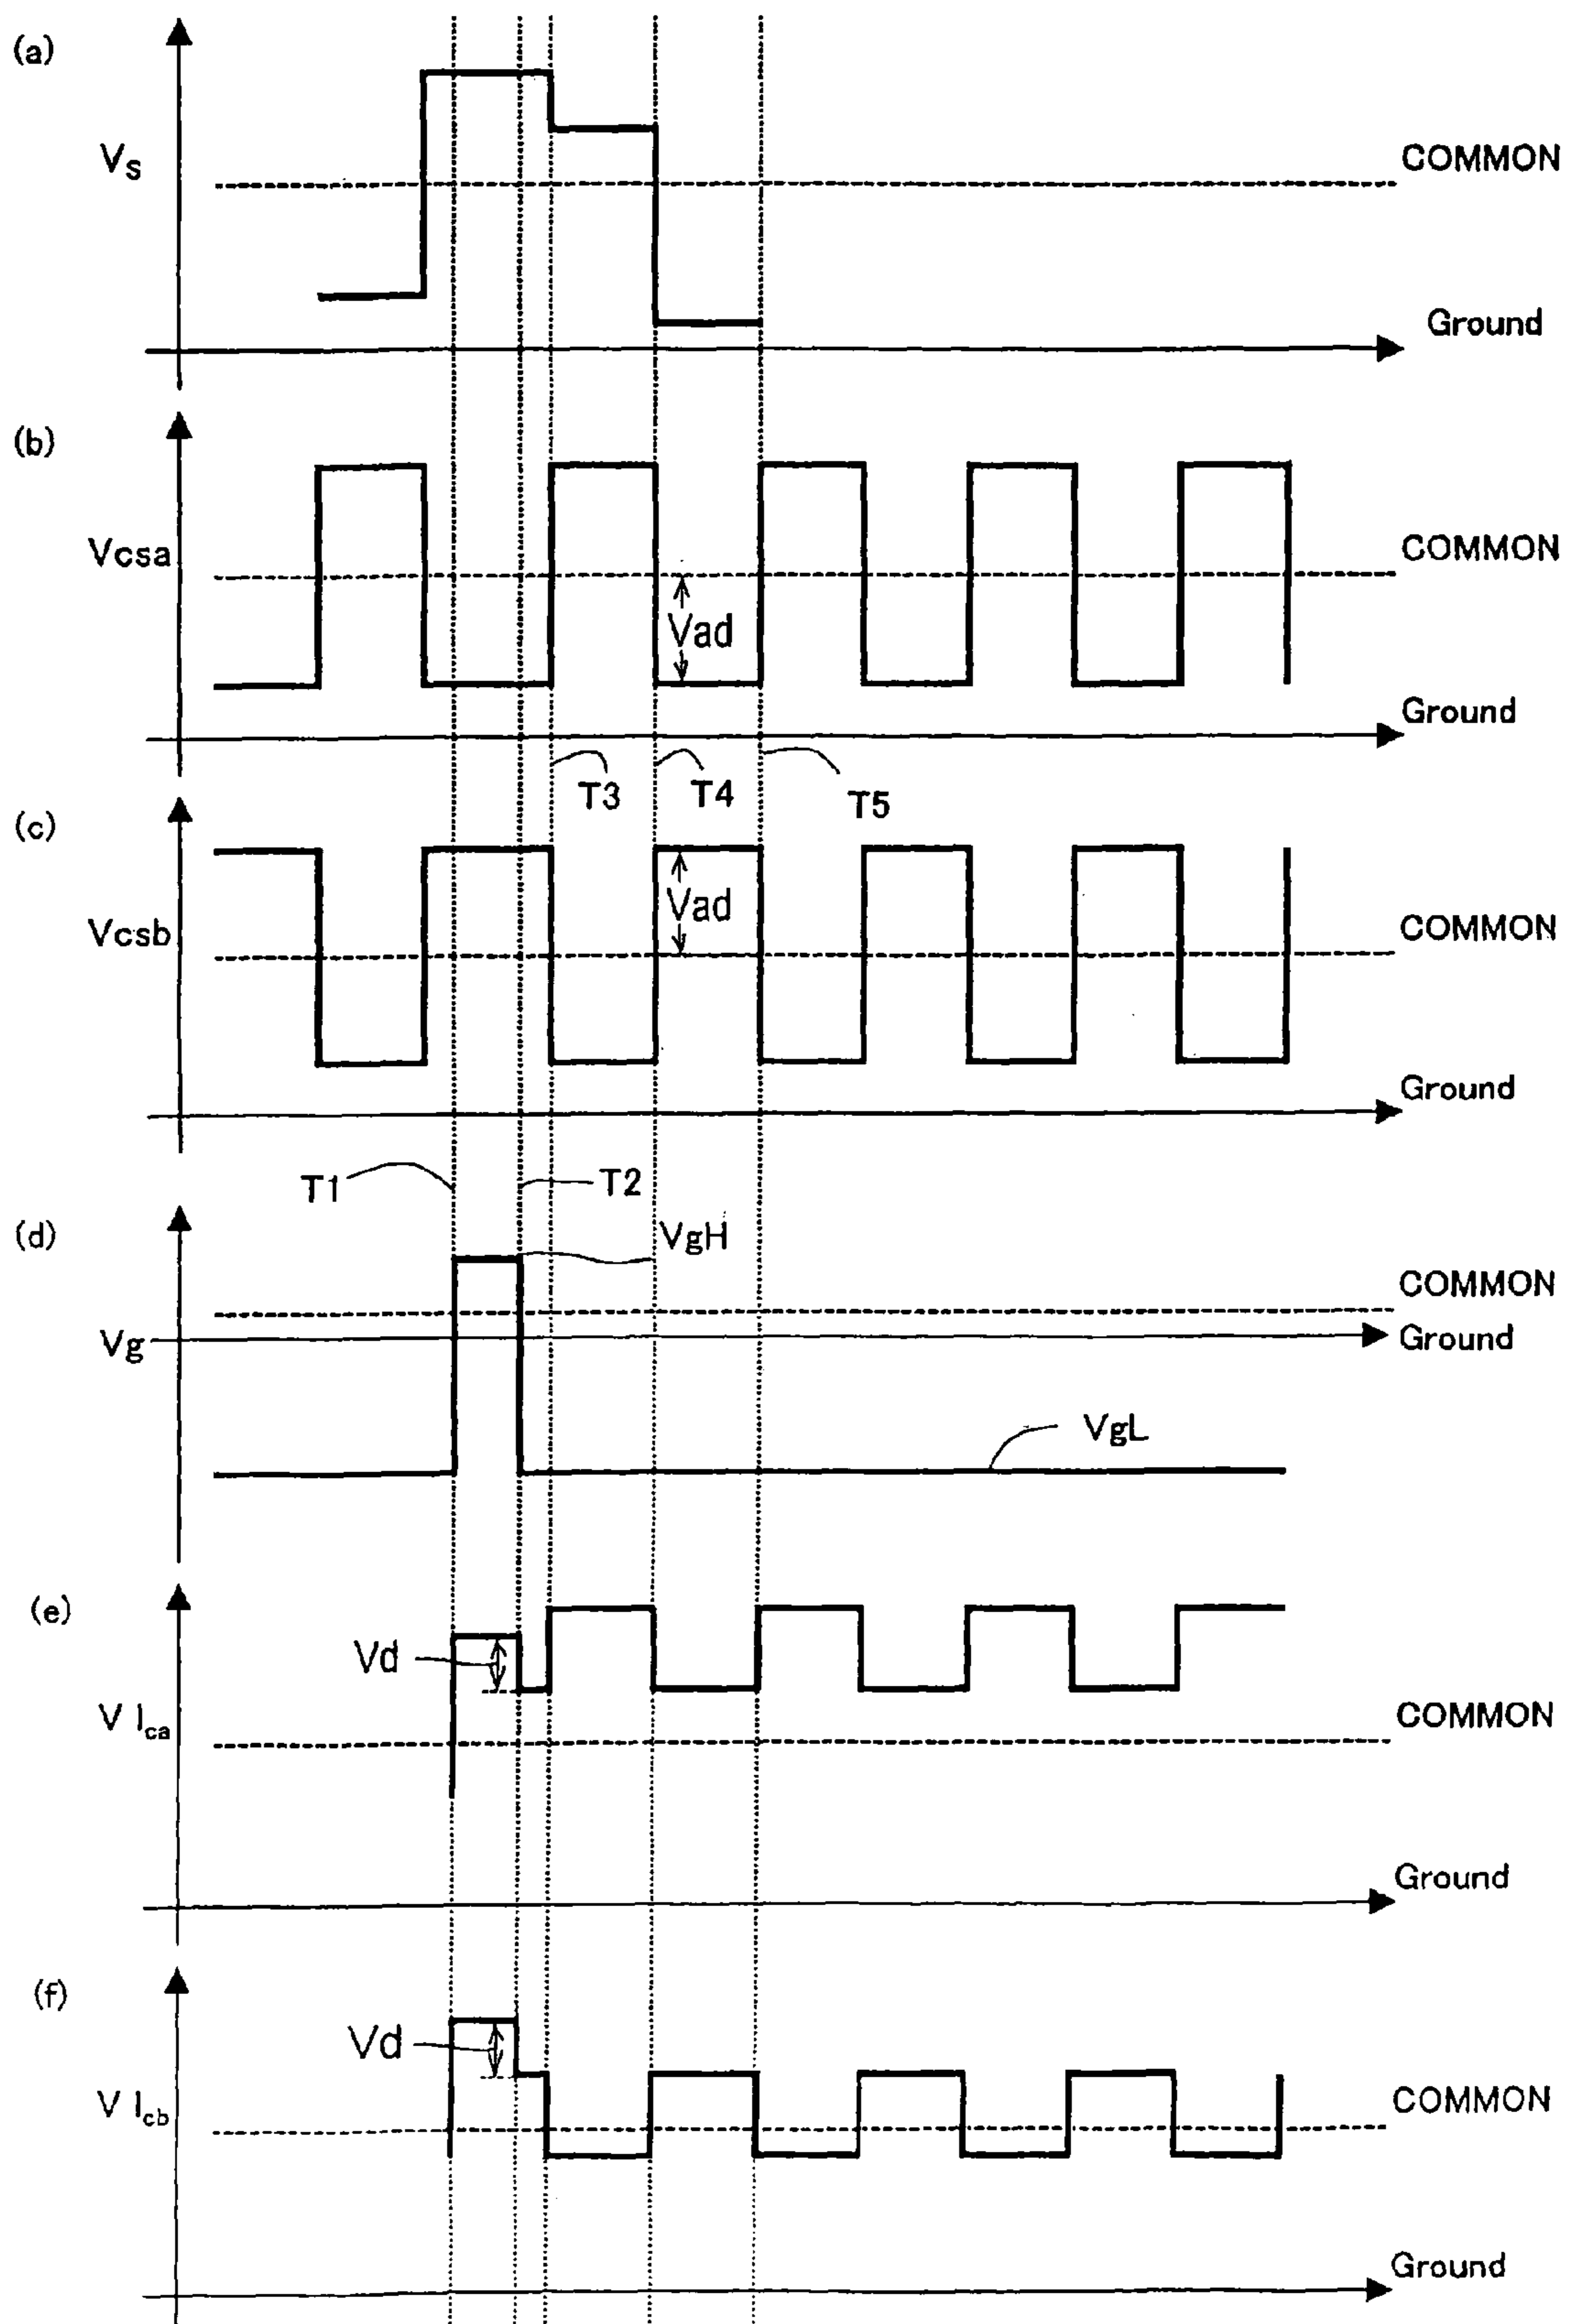 (a)
Vs
COMMON
Ground
(b)
Vcsa
COMMON
Vad
Ground
T3
T4
T5
(c)
Vcsb
Vad
COMMON
Ground
T1
T2
(d)
VgH
COMMON
Vg
Ground
VgL
(e)
Vd
V lca
COMMON
Ground
(f)
Vd
V lcb
COMMON
Ground